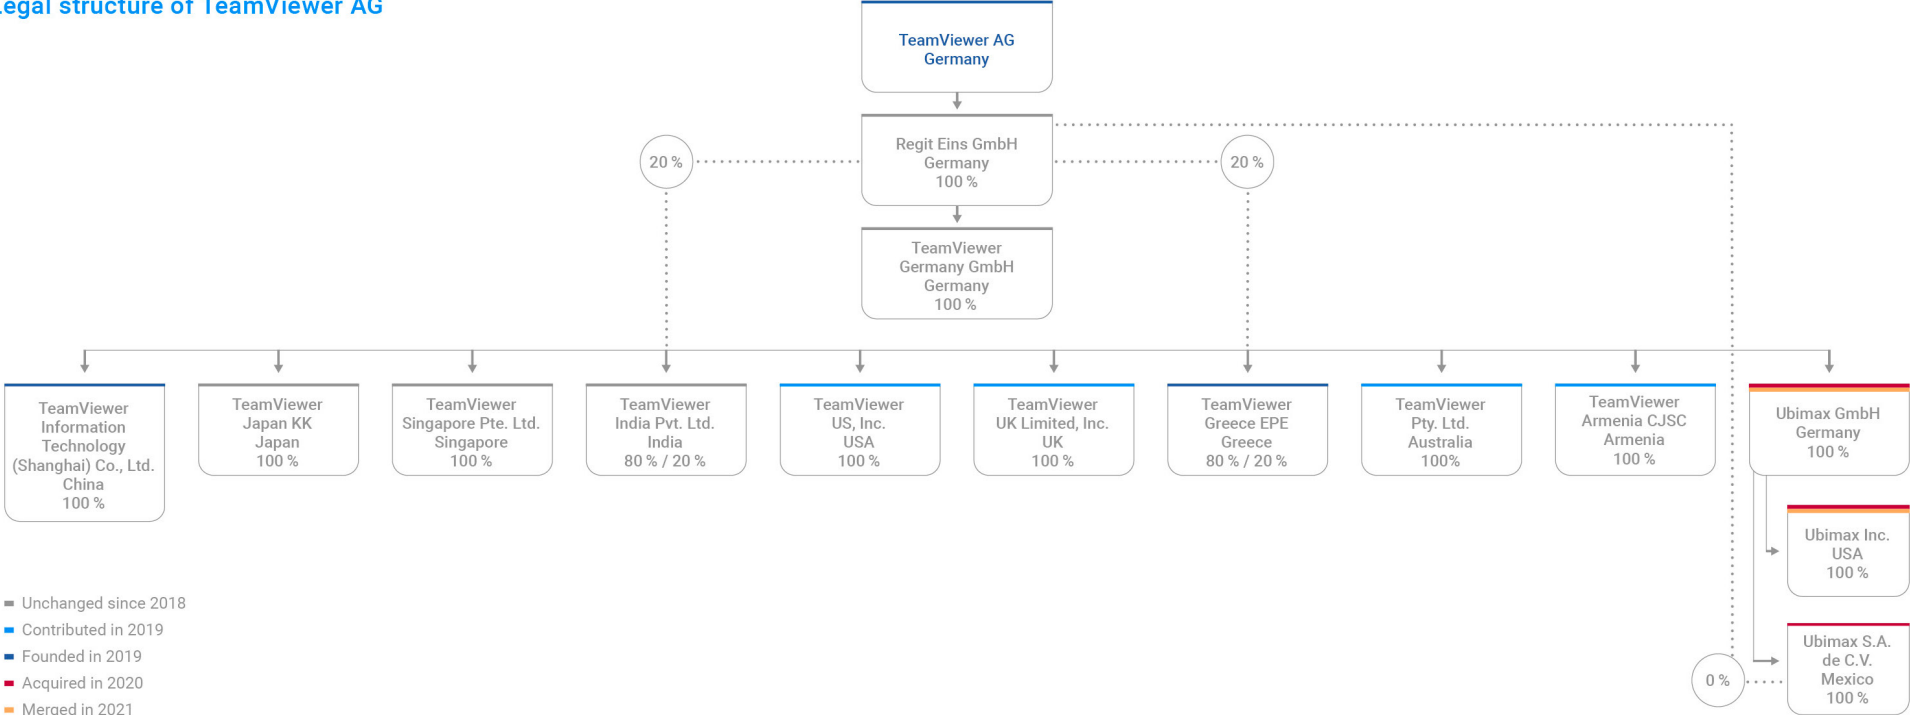 Legal structure of TeamViewer AG
TeamViewer AG
Germany
Regit Eins GmbH
Germany
100 %
20 %
20 %
TeamViewer
Germany GmbH
Germany
100 %
TeamViewer
Information
Technology
(Shanghai) Co., Ltd.
China
100 %
TeamViewer
Japan KK
Japan
100 %
TeamViewer
Singapore Pte. Ltd.
Singapore
100 %
TeamViewer
India Pvt. Ltd.
India
80 % / 20 %
TeamViewer
US, Inc.
USA
100 %
TeamViewer
UK Limited, Inc.
UK
100 %
TeamViewer
Greece EPE
Greece
80 % / 20 %
TeamViewer
Pty. Ltd.
Australia
100%
TeamViewer
Armenia CJSC
Armenia
100 %
Ubimax GmbH
Germany
100 %
Ubimax Inc.
USA
100 %
Ubimax S.A.
de C.V.
Mexico
100 %
0 %
Unchanged since 2018
Contributed in 2019
Founded in 2019
Acquired in 2020
Merged in 2021